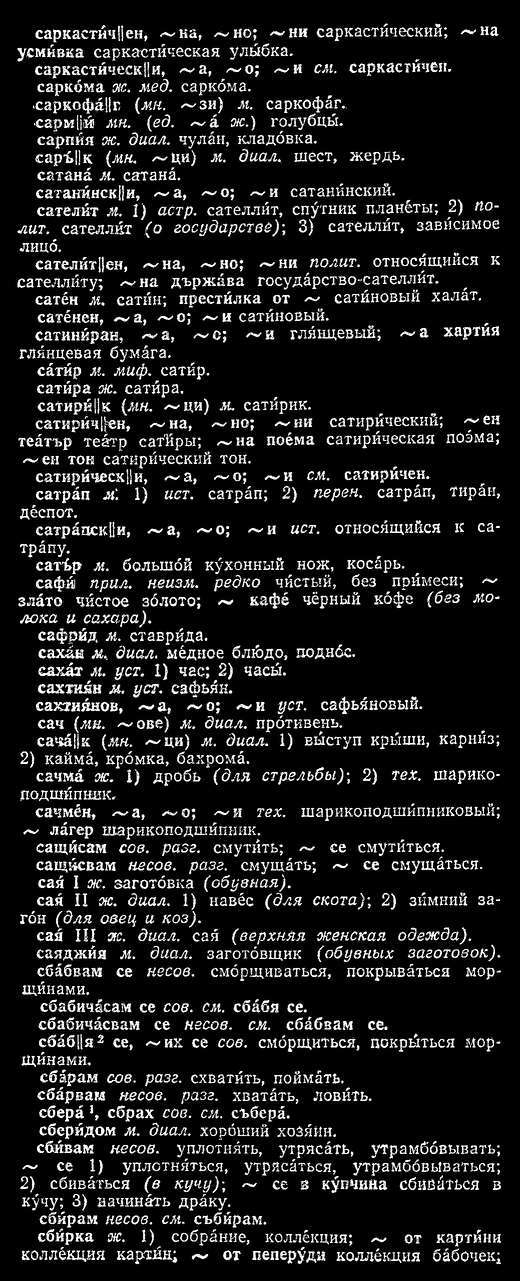 саркасти́ч||ен, ~на, ~но; ~ни саркасти́ческий; ~на
усми́вка саркасти́ческая улы́бка.
саркасти́ческ||и, ~а, ~о; ~и см. саркасти́чен.
сарко́ма ж. мед. сарко́ма.
саркофа́||г (мн. ~зи) м. саркофа́г.
сарм||и́ мн. (ед. ~а́ ж.) голубцы́.
сарпи́я ж. диал. чула́н, кладо́вка.
саръ́||к (мн. ~ци) м. диал. шест, жердь.
сатана́ м. сатана́.
сатани́нск||и, ~а, ~о; ~и сатани́нский.
сатели́т м. 1) астр. сателли́т, спу́тник плане́ты; 2) по-
лит. сателли́т (о государстве); 3) сателли́т, зави́симое
лицо́.
сатели́т||ен, ~на, ~но; ~ни полит. относя́щийся к
сателли́ту; ~на държа́ва госуда́рство-сателли́т.
сате́н м. сати́н; прести́лка от ~ сати́новый хала́т.
сате́нен, ~а, ~о; ~и сати́новый.
сатини́ран, ~а, ~о; ~и гля́нцевый; ~а харти́я
гля́нцевая бума́га.
сати́р м. миф. сати́р.
сати́ра ж. сати́ра.
сатири́||к (мн. ~ци) м. сати́рик.
сатири́ч||ен, ~на, ~но; ~ни сатири́ческий; ~ен
теа́тър теа́тр сати́ры; ~на пое́ма сатири́ческая поэ́ма;
~ен тон сатири́ческий тон.
сатири́ческ||и, ~а, ~о; ~и см. сатири́чен.
сатра́п м. 1) ист. сатра́п; 2) перен. сатра́п, тира́н,
де́спот.
сатра́пск||и, ~а, ~о; ~и ист. относя́щийся к са-
тра́пу.
сатъ́р м. большо́й ку́хонный нож, коса́рь.
сафи́ прил. неизм. редко чи́стый, без при́меси; ~
зла́то чи́стое зо́лото; ~ кафе́ чёрный ко́фе (без мо-
лока и сахара).
сафри́д м. ставри́да.
саха́н м. диал. ме́дное блю́до, подно́с.
саха́т м. уст. 1) час; 2) часы́.
сахтия́н м. уст. сафья́н.
сахтия́нов, ~а, ~о; ~и уст. сафья́новый.
сач (мн. ~ове) м. диал. про́тивень.
сача́||к (мн. ~ци) м. диал. 1) вы́ступ кры́ши, карни́з;
2) кайма́, кро́мка, бахрома́.
сачма́ ж. 1) дробь (для стрельбы); 2) тех. шарико-
подши́пник.
сачме́н, ~а, ~о; ~и тех. шарикоподши́пниковый;
~ ла́гер шарикоподши́пник.
сащи́сам сов. разг. смути́ть; ~ се смути́ться.
сащи́свам несов. разг. смуща́ть; ~ се смуща́ться.
сая́ I ж. загото́вка (обувная).
сая́ II ж. диал. 1) наве́с (для скота); 2) зи́мний за-
го́н (для овец и коз).
сая́ III ж. диал. сая́ (верхняя женская одежда).
саяджи́я м. диал. загото́вщик (обувных заготовок).
сба́бвам се несов. смо́рщиваться, покрыва́ться мор-
щи́нами.
сбабича́сам се сов. см. сба́бя се.
сбабича́свам се несов. см. сба́бвам се.
сба́б||я² се, ~их се сов. смо́рщиться, покры́ться мор-
щи́нами.
сба́рам сов. разг. схвати́ть, пойма́ть.
сба́рвам несов. разг. хвата́ть, лови́ть.
сбера́ ¹, сбрах сов. см. събера́.
сбери́дом м. диал. хоро́ший хозя́ин.
сби́вам несов. уплотня́ть, утряса́ть, утрамбо́вывать;
~ се 1) уплотня́ться, утряса́ться, утрамбо́вываться;
2) сбива́ться (в кучу); ~ се в ку́пчина сбива́ться в
ку́чу; 3) начина́ть дра́ку.
сби́рам несов. см. съби́рам.
сби́рка ж. 1) собра́ние, колле́кция; ~ от карти́ни
колле́кция карти́н; ~ от пеперу́ди колле́кция ба́бочек;